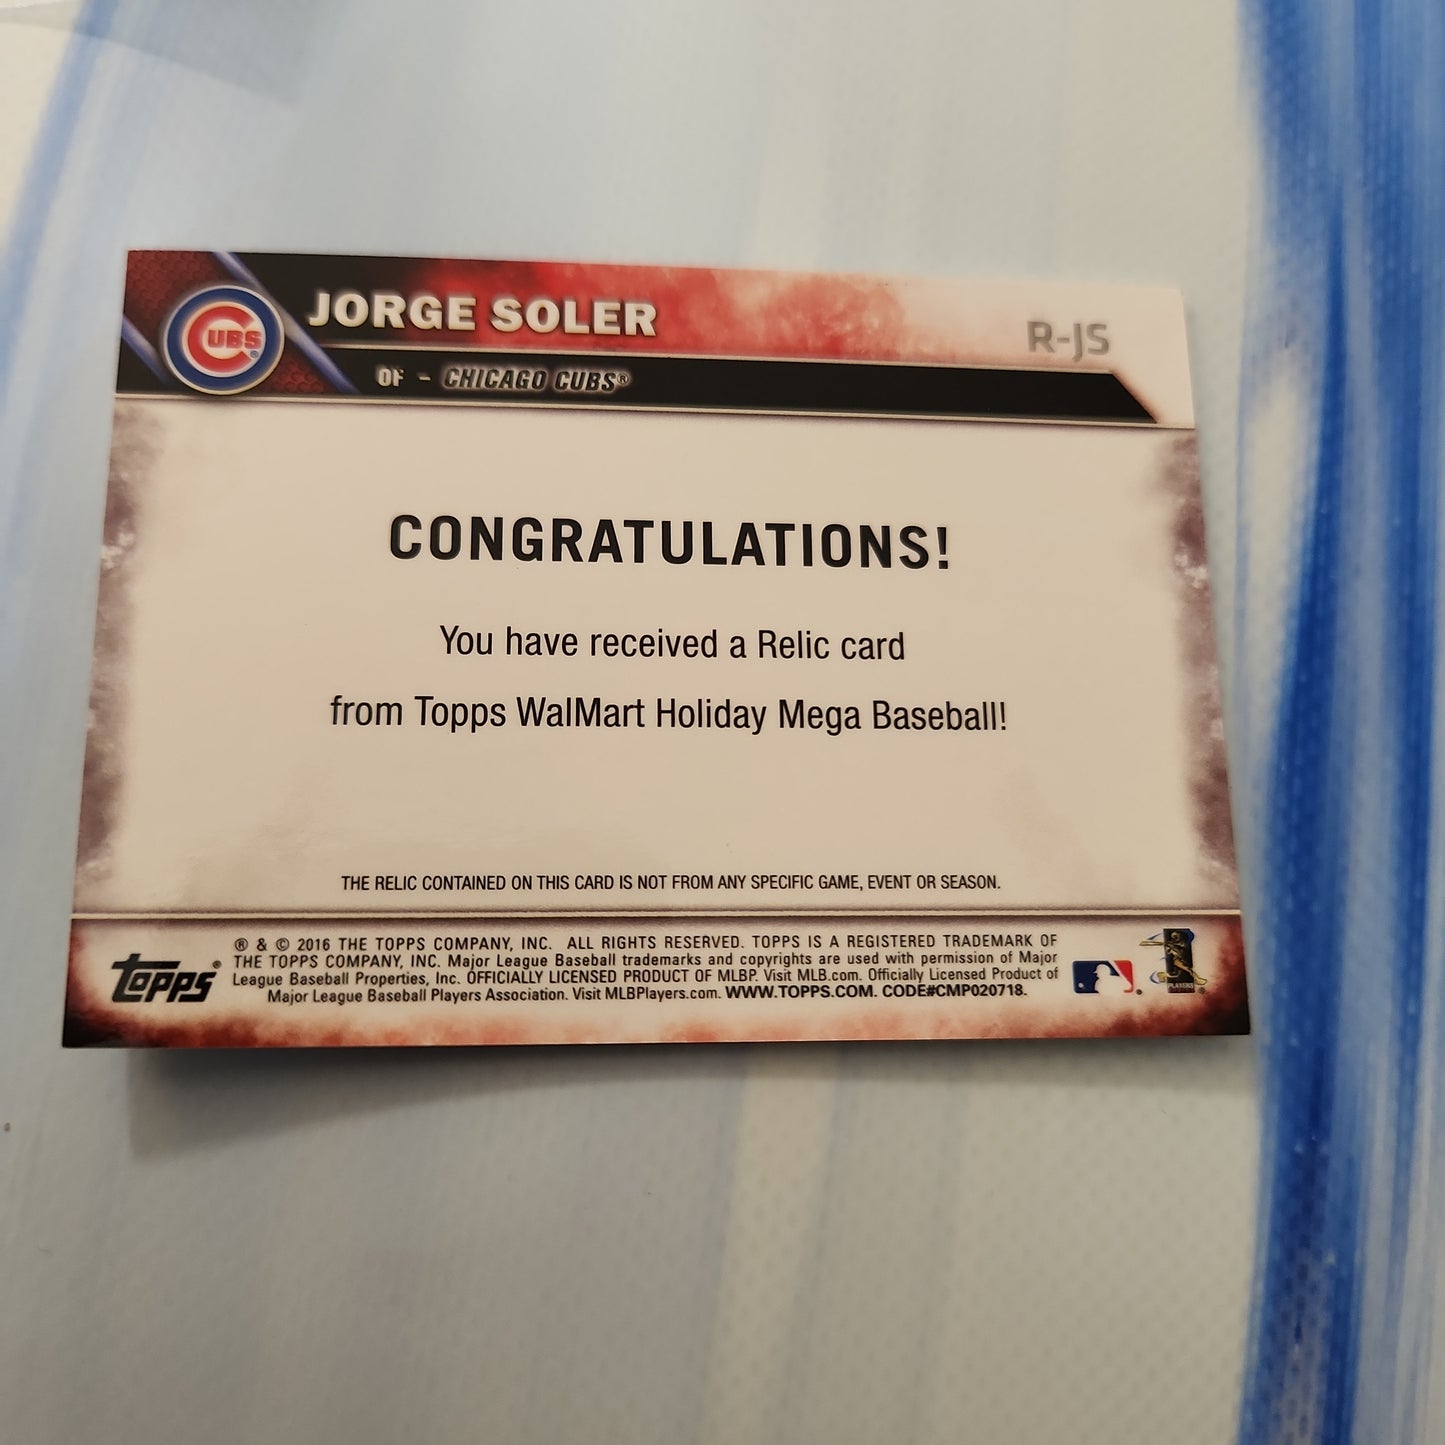 CUBS®
JORGE SOLER
R-JS
OF - CHICAGO CUBS®
CONGRATULATIONS!
You have received a Relic card
from Topps WalMart Holiday Mega Baseball!
THE RELIC CONTAINED ON THIS CARD IS NOT FROM ANY SPECIFIC GAME, EVENT OR SEASON.
topps®
® & © 2016 THE TOPPS COMPANY, INC. ALL RIGHTS RESERVED. TOPPS IS A REGISTERED TRADEMARK OF
THE TOPPS COMPANY, INC. Major League Baseball trademarks and copyrights are used with permission of Major
League Baseball Properties, Inc. OFFICIALLY LICENSED PRODUCT OF MLBP. Visit MLB.com. Officially Licensed Product of
Major League Baseball Players Association. Visit MLBPlayers.com. WWW.TOPPS.COM. CODE#CMP020718.
PLAYERS